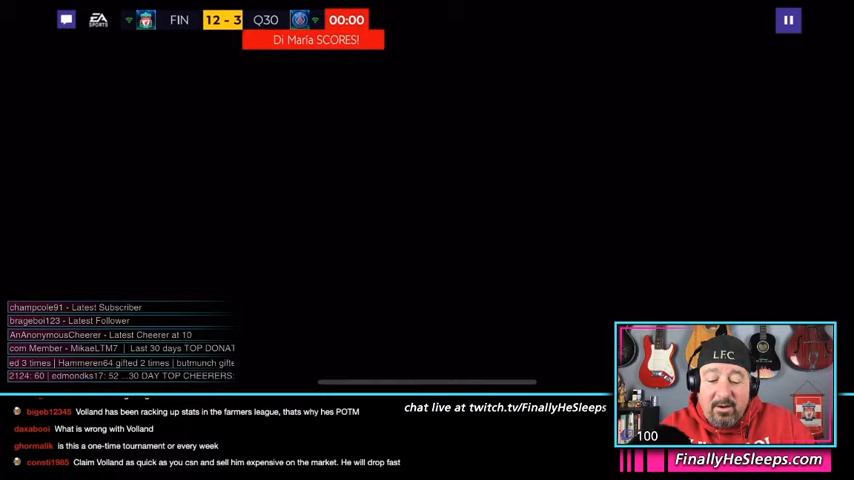 EA SPORTS FIN 12 - 3 Q30 00:00
Di María SCORES!
champcole91 - Latest Subscriber
brageboi123 - Latest Follower
AnAnonymousCheerer - Latest Cheerer at 10
com Member - MikaeLTM7 | Last 30 days TOP DONAT
ed 3 times | Hammeren64 gifted 2 times | butmunch gifte
2124: 60 | edmondks17: 52 ...30 DAY TOP CHEERERS:
bigeb12345 Volland has been racking up stats in the farmers league, thats why hes POTM
daxabooi What is wrong with Volland
ghormalik is this a one-time tournament or every week
consti1985 Claim Volland as quick as you csn and sell him expensive on the market. He will drop fast
chat live at twitch.tv/FinallyHeSleeps
L.F.C.
100
FinallyHeSleeps.com